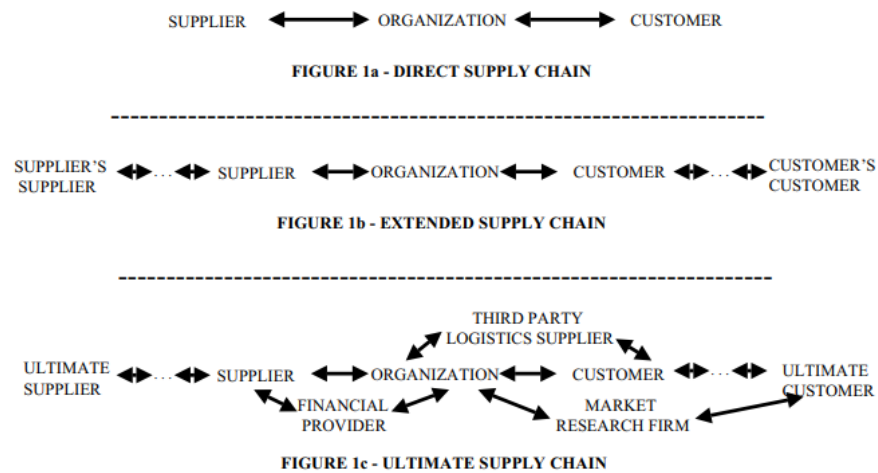 SUPPLIER ORGANIZATION CUSTOMER
FIGURE 1a - DIRECT SUPPLY CHAIN
SUPPLIER'S
SUPPLIER
... SUPPLIER ORGANIZATION CUSTOMER ...
CUSTOMER'S
CUSTOMER
FIGURE 1b - EXTENDED SUPPLY CHAIN
THIRD PARTY
LOGISTICS SUPPLIER
ULTIMATE
SUPPLIER
... SUPPLIER ORGANIZATION CUSTOMER ...
ULTIMATE
CUSTOMER
FINANCIAL
PROVIDER
MARKET
RESEARCH FIRM
FIGURE 1c - ULTIMATE SUPPLY CHAIN